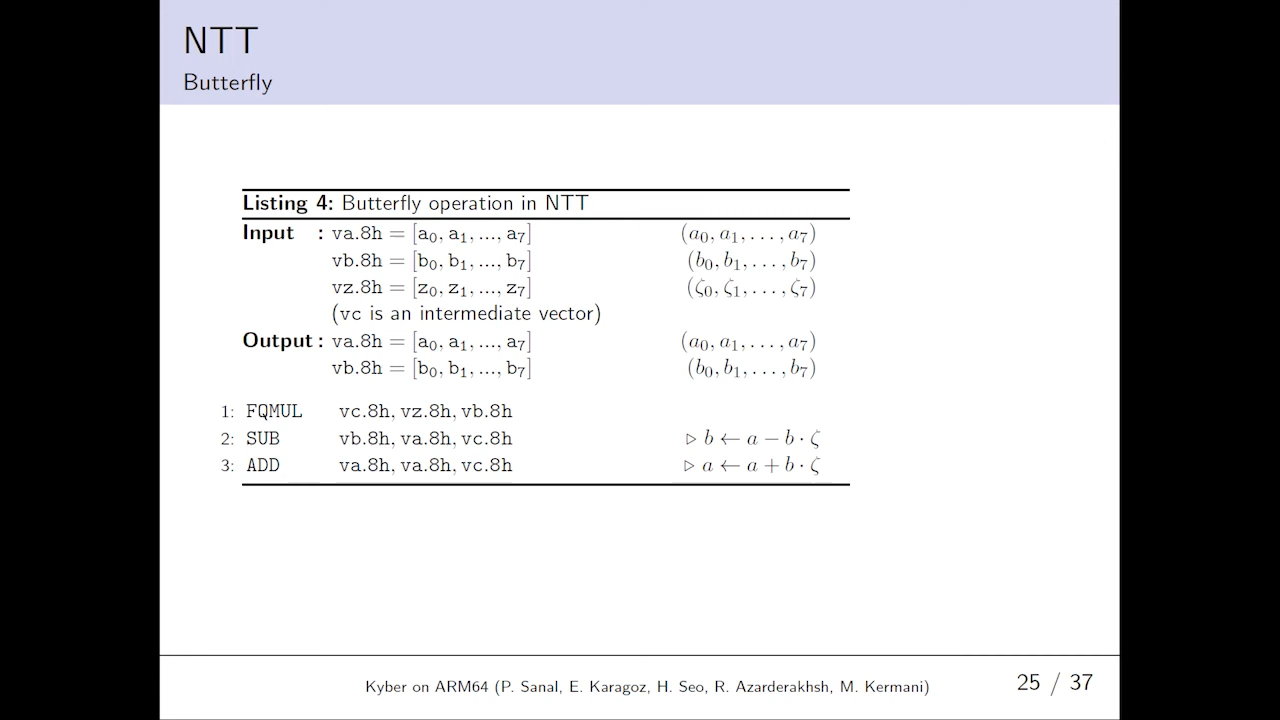 NTT
Butterfly
Listing 4: Butterfly operation in NTT
Input : va.8h = [a₀, a₁, ..., a₇] (a₀, a₁, . . . , a₇)
vb.8h = [b₀, b₁, ..., b₇] (b₀, b₁, . . . , b₇)
vz.8h = [z₀, z₁, ..., z₇] (ζ₀, ζ₁, . . . , ζ₇)
(vc is an intermediate vector)
Output : va.8h = [a₀, a₁, ..., a₇] (a₀, a₁, . . . , a₇)
vb.8h = [b₀, b₁, ..., b₇] (b₀, b₁, . . . , b₇)
1: FQMUL vc.8h, vz.8h, vb.8h
2: SUB vb.8h, va.8h, vc.8h ▷ b ← a − b · ζ
3: ADD va.8h, va.8h, vc.8h ▷ a ← a + b · ζ
Kyber on ARM64 (P. Sanal, E. Karagoz, H. Seo, R. Azarderakhsh, M. Kermani) 25 / 37